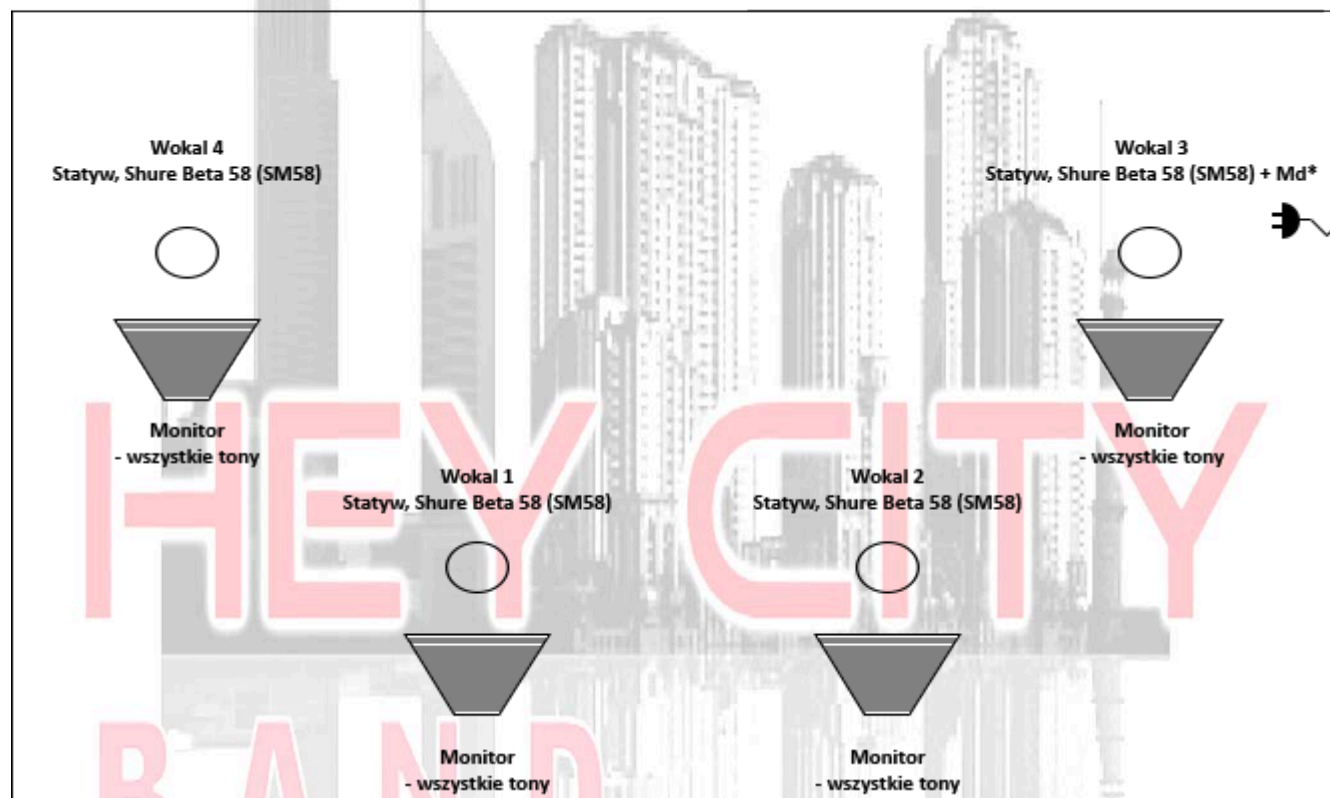 Wokal 4
Statyw, Shure Beta 58 (SM58)
Wokal 3
Statyw, Shure Beta 58 (SM58) + Md*
Monitor
- wszystkie tony
Monitor
- wszystkie tony
HEY CITY
Wokal 1
Statyw, Shure Beta 58 (SM58)
Wokal 2
Statyw, Shure Beta 58 (SM58)
BAND
Monitor
- wszystkie tony
Monitor
- wszystkie tony